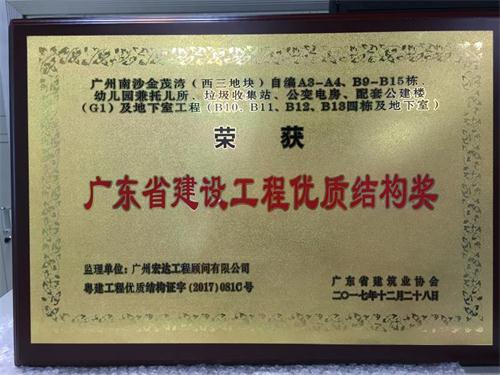 广州南沙金茂湾（西三地块）自编A3-A4、B9-B15栋、
幼儿园兼托儿所、垃圾收集站、公变电房、配套公建楼
（G1）及地下室工程（B10、B11、B12、B13四栋及地下室）
荣 获
广东省建设工程优质结构奖
监理单位：广州宏达工程顾问有限公司
粤建工程优质结构证字（2017）081C号
广东省建筑业协会
二〇一七年十二月二十八日